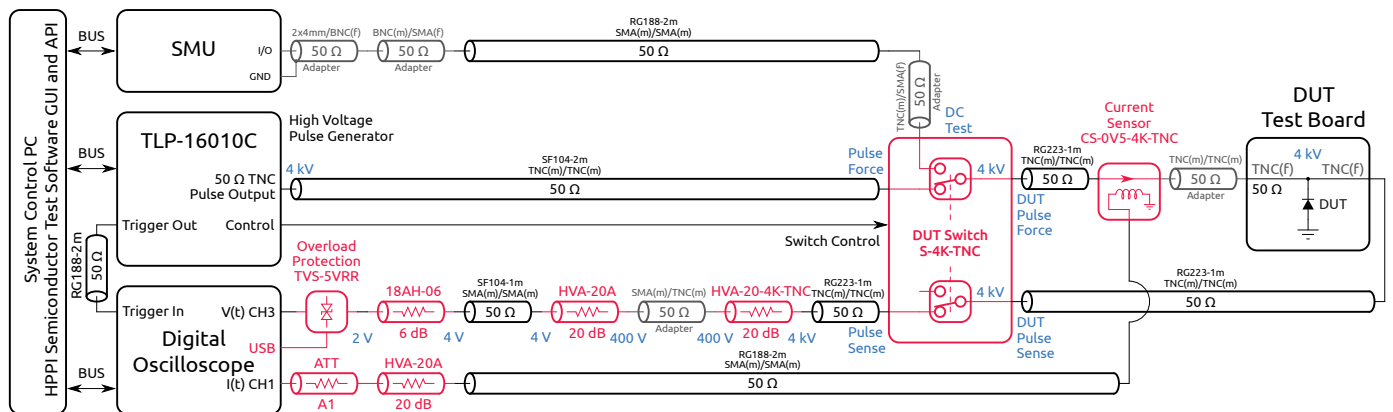 System Control PC
HPPI Semiconductor Test Software GUI and API
BUS
SMU
I/O
GND
2x4mm/BNC(f)
50 Ω
Adapter
BNC(m)/SMA(f)
50 Ω
Adapter
RG188-2m
SMA(m)/SMA(m)
50 Ω
TNC(m)/SMA(f)
50 Ω
Adapter
BUS
TLP-16010C
50 Ω TNC
Pulse Output
Trigger Out
Control
High Voltage
Pulse Generator
4 kV
SF104-2m
TNC(m)/TNC(m)
50 Ω
Pulse
Force
DC
Test
4 kV
Switch Control
DUT Switch
S-4K-TNC
4 kV
RG223-1m
TNC(m)/TNC(m)
50 Ω
DUT
Pulse
Force
Current
Sensor
CS-0V5-4K-TNC
TNC(m)/TNC(m)
50 Ω
Adapter
DUT
Test Board
4 kV
TNC(f)
TNC(f)
50 Ω
DUT
RG188-2m
50 Ω
BUS
Trigger In
V(t) CH3
Digital
Oscilloscope
USB
I(t) CH1
Overload
Protection
TVS-5VRR
2 V
18AH-06
6 dB
4 V
SF104-1m
SMA(m)/SMA(m)
50 Ω
4 V
HVA-20A
20 dB
400 V
SMA(m)/TNC(m)
Adapter
400 V
HVA-20-4K-TNC
20 dB
4 kV
RG223-1m
TNC(m)/TNC(m)
50 Ω
Pulse
Sense
DUT
Pulse
Sense
RG223-1m
TNC(m)/TNC(m)
50 Ω
ATT
A1
HVA-20A
20 dB
RG188-2m
SMA(m)/SMA(m)
50 Ω